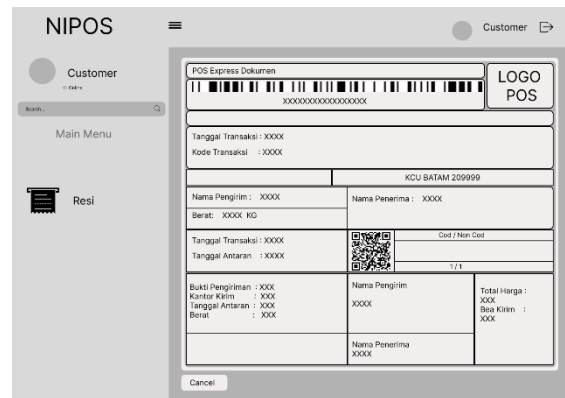 NIPOS
Customer
Customer
Online
Search..
Main Menu
Resi
POS Express Dokumen
XXXXXXXXXXXXXXXXXX
LOGO
POS
Tanggal Transaksi : XXXX
Kode Transaksi : XXXX
KCU BATAM 209999
Nama Pengirim : XXXX
Nama Penerima : XXXX
Berat: XXXX KG
Tanggal Transaksi : XXXX
Tanggal Antaran : XXXX
Cod / Non Cod
1 / 1
Bukti Pengiriman : XXX
Kantor Kirim : XXX
Tanggal Antaran : XXX
Berat : XXX
Nama Pengirim
XXXX
Total Harga :
XXX
Bea Kirim :
XXX
Nama Penerima
XXXX
Cancel